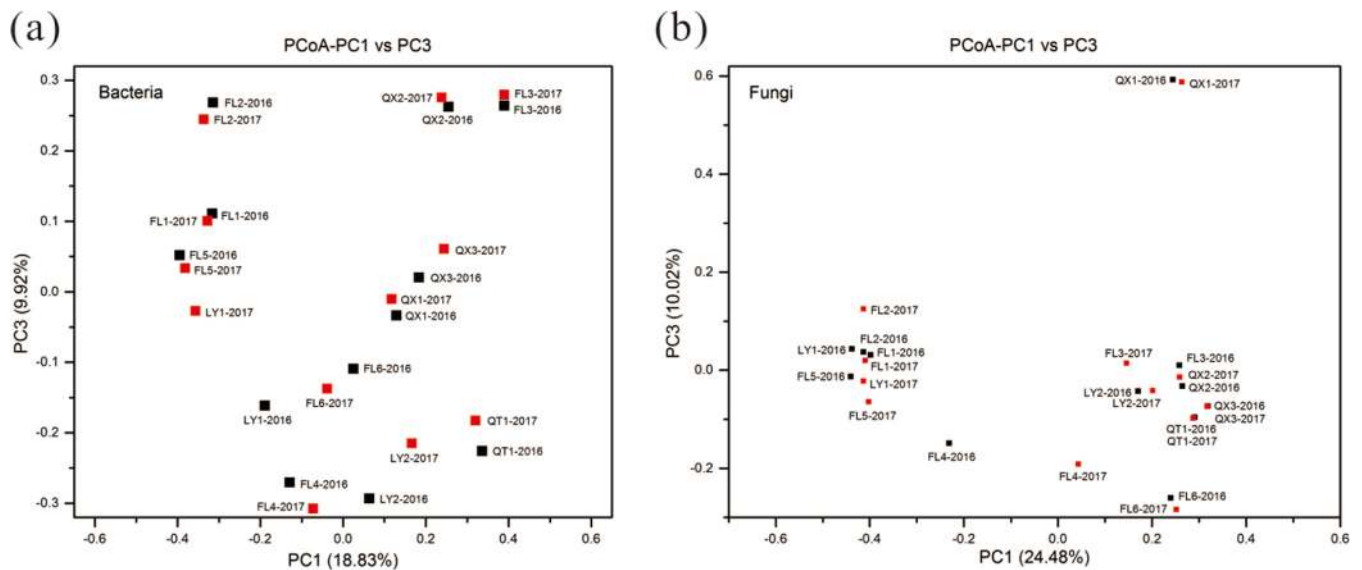 (a)
PCoA-PC1 vs PC3
Bacteria
0.3
0.2
0.1
0.0
-0.1
-0.2
-0.3
PC3 (9.92%)
FL2-2016
FL2-2017
QX2-2017
QX2-2016
FL3-2017
FL3-2016
FL1-2017
FL1-2016
FL5-2016
FL5-2017
LY1-2017
QX3-2017
QX3-2016
QX1-2017
QX1-2016
FL6-2016
FL6-2017
LY1-2016
QT1-2017
LY2-2017
QT1-2016
FL4-2016
LY2-2016
FL4-2017
-0.6 -0.4 -0.2 0.0 0.2 0.4 0.6
PC1 (18.83%)
(b)
PCoA-PC1 vs PC3
Fungi
0.6
0.4
0.2
0.0
-0.2
PC3 (10.02%)
QX1-2016 QX1-2017
FL2-2017
FL2-2016
LY1-2016 FL1-2016
FL1-2017
FL5-2016 LY1-2017
FL5-2017
FL4-2016
FL3-2017
FL3-2016
QX2-2017
QX2-2016
LY2-2016
LY2-2017
QX3-2016
QX3-2017
QT1-2016
QT1-2017
FL4-2017
FL6-2016
FL6-2017
-0.6 -0.4 -0.2 0.0 0.2 0.4 0.6
PC1 (24.48%)